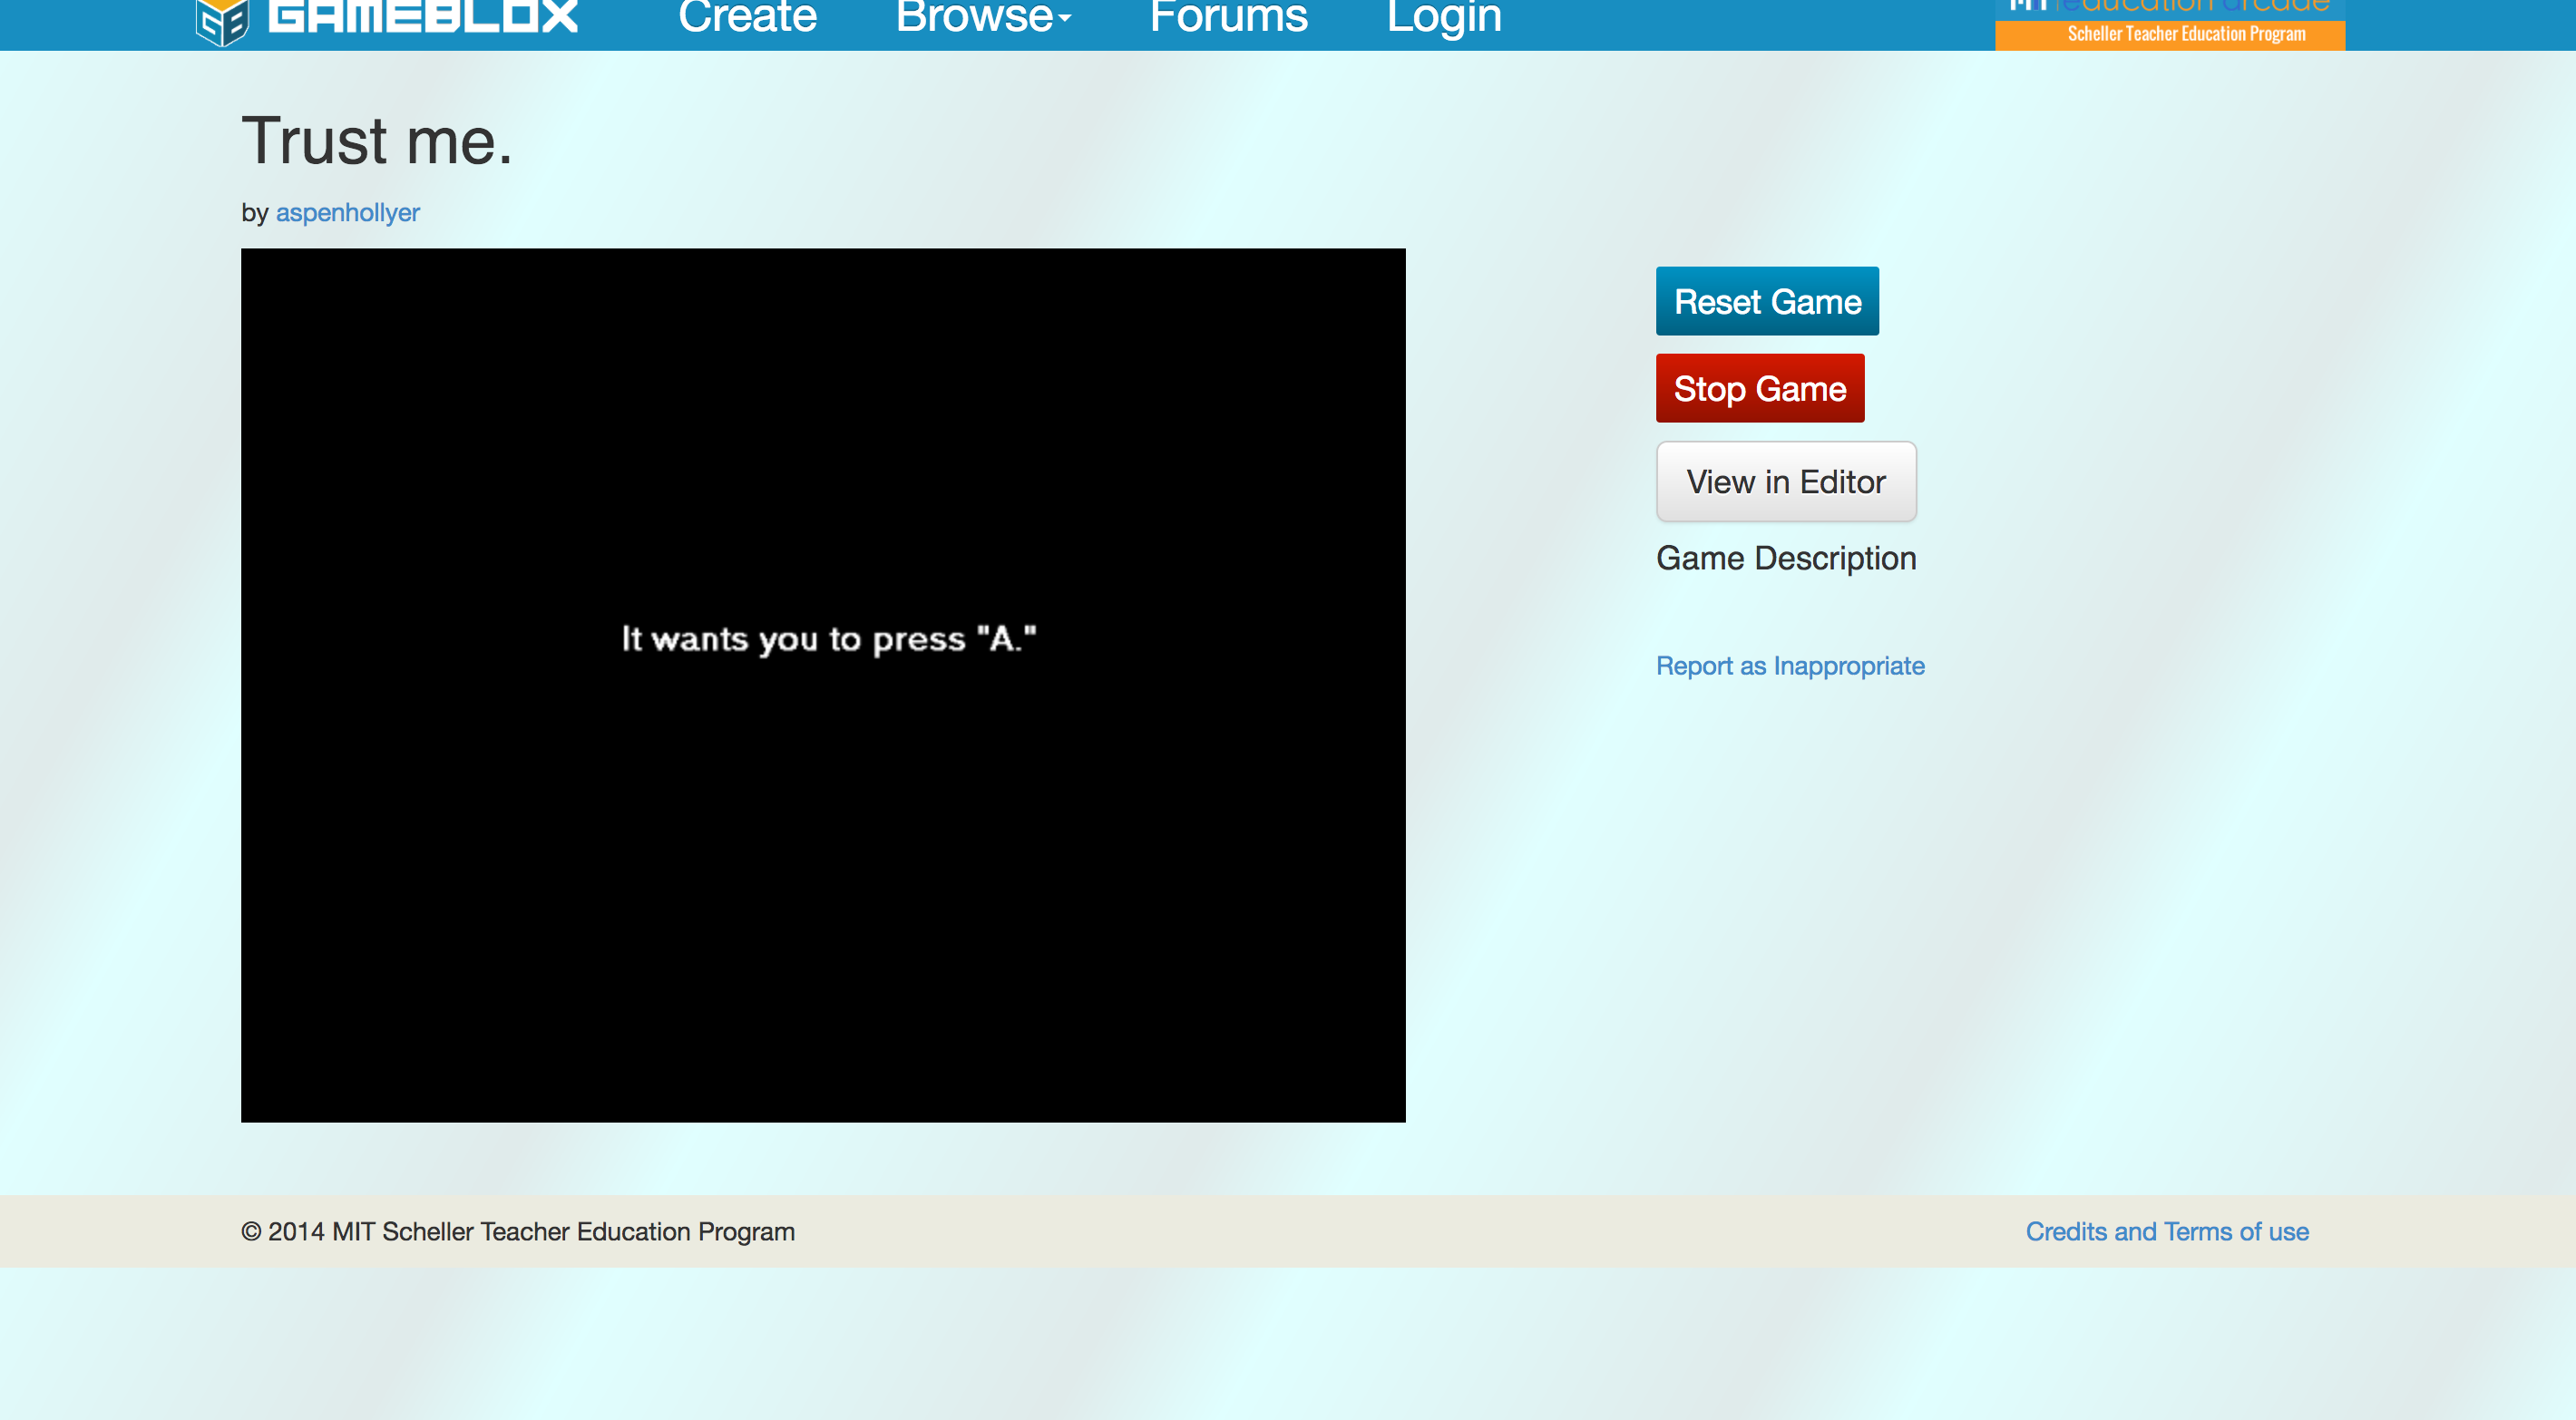 GAMEBLOX Create Browse Forums Login
education arcade
Scheller Teacher Education Program
Trust me.
by aspenhollyer
Reset Game
Stop Game
View in Editor
Game Description
It wants you to press "A."
Report as Inappropriate
© 2014 MIT Scheller Teacher Education Program
Credits and Terms of use